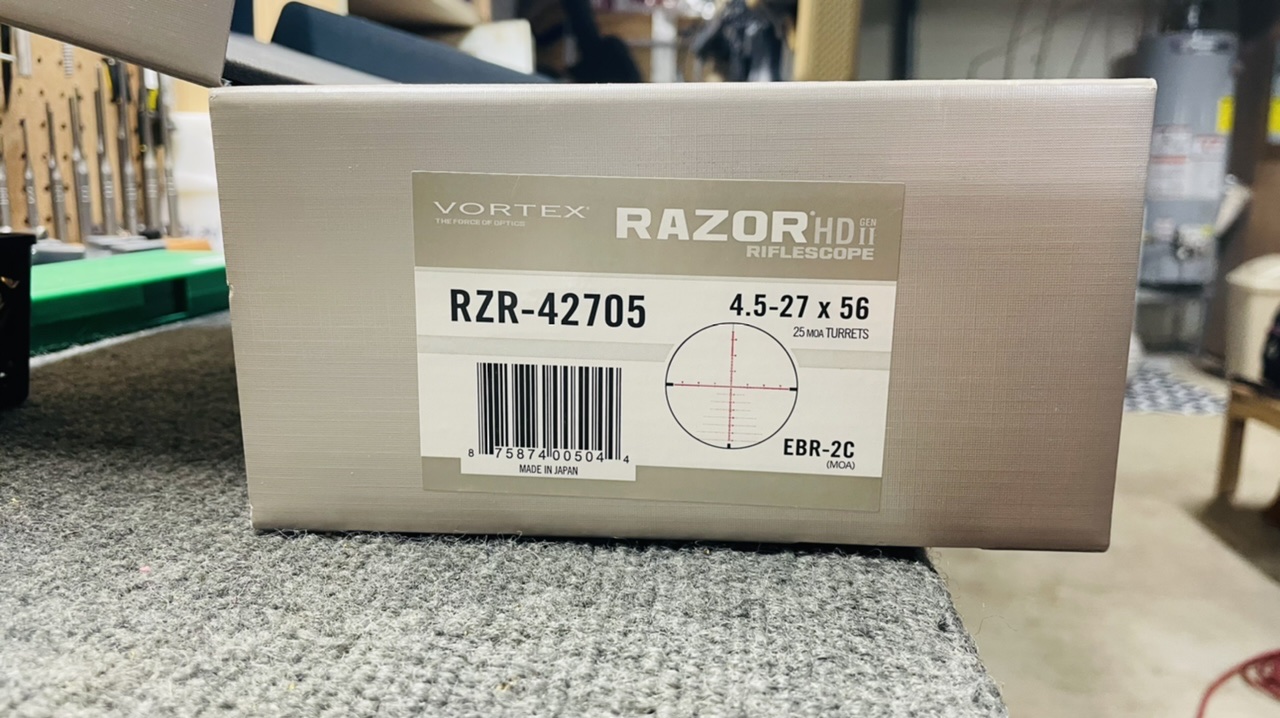 VORTEX®
THE FORCE OF OPTICS
RAZOR® HD GEN II
RIFLESCOPE
RZR-42705
4.5-27 x 56
25 MOA TURRETS
8 75874 00504 4
MADE IN JAPAN
EBR-2C
(MOA)